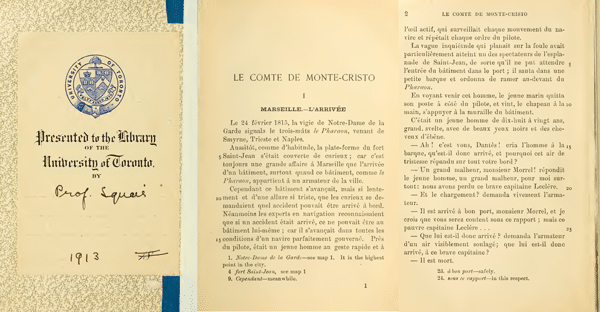 UNIVERSITY OF TORONTO
Presented to the Library
OF THE
University of Toronto
BY
Prof. Squair
1913
LE COMTE DE MONTE-CRISTO
I
MARSEILLE.—L'ARRIVÉE
Le 24 février 1815, la vigie de Notre-Dame de la
Garde signala le trois-mâts le Pharaon, venant de
Smyrne, Trieste et Naples.
Aussitôt, comme d'habitude, la plate-forme du fort
5 Saint-Jean s'était couverte de curieux; car c'est
toujours une grande affaire à Marseille que l'arrivée
d'un bâtiment, surtout quand ce bâtiment, comme le
Pharaon, appartient à un armateur de la ville.
Cependant ce bâtiment s'avançait, mais si lente-
10 ment et d'une allure si triste, que les curieux se de-
mandaient quel accident pouvait être arrivé à bord.
Néanmoins les experts en navigation reconnaissaient
que si un accident était arrivé, ce ne pouvait être au
bâtiment lui-même; car il s'avançait dans toutes les
15 conditions d'un navire parfaitement gouverné. Près
du pilote, était un jeune homme au geste rapide et à
1. Notre-Dame de la Garde:—see map 1. It is the highest
point in the city.
4 fort Saint-Jean, see map 1
9. Cependant—meanwhile.
1
2 LE COMTE DE MONTE-CRISTO
l'œil actif, qui surveillait chaque mouvement du na-
vire et répétait chaque ordre du pilote.
La vague inquiétude qui planait sur la foule avait
particulièrement atteint un des spectateurs de l'espla-
nade de Saint-Jean, de sorte qu'il ne put attendre 5
l'entrée du bâtiment dans le port; il sauta dans une
petite barque et ordonna de ramer au-devant du
Pharaon.
En voyant venir cet homme, le jeune marin quitta
son poste à côté du pilote, et vint, le chapeau à la 10
main, s'appuyer à la muraille du bâtiment.
C'était un jeune homme de dix-huit à vingt ans,
grand, svelte, avec de beaux yeux noirs et des che-
veux d'ébène.
— Ah! c'est vous, Dantès! cria l'homme à la 15
barque, qu'est-il donc arrivé, et pourquoi cet air de
tristesse répandu sur tout votre bord?
— Un grand malheur, monsieur Morrel! répondit
le jeune homme, un grand malheur, pour moi sur-
tout: nous avons perdu ce brave capitaine Leclère. 20
— Et le chargement? demanda vivement l'arma-
teur.
— Il est arrivé à bon port, monsieur Morrel, et je
crois que vous serez content sous ce rapport; mais ce
pauvre capitaine Leclère . . . 25
— Que lui est-il donc arrivé? demanda l'armateur
d'un air visiblement soulagé; que lui est-il donc
arrivé, à ce brave capitaine?
— Il est mort.
23. à bon port—safely.
24. sous ce rapport—in this respect.